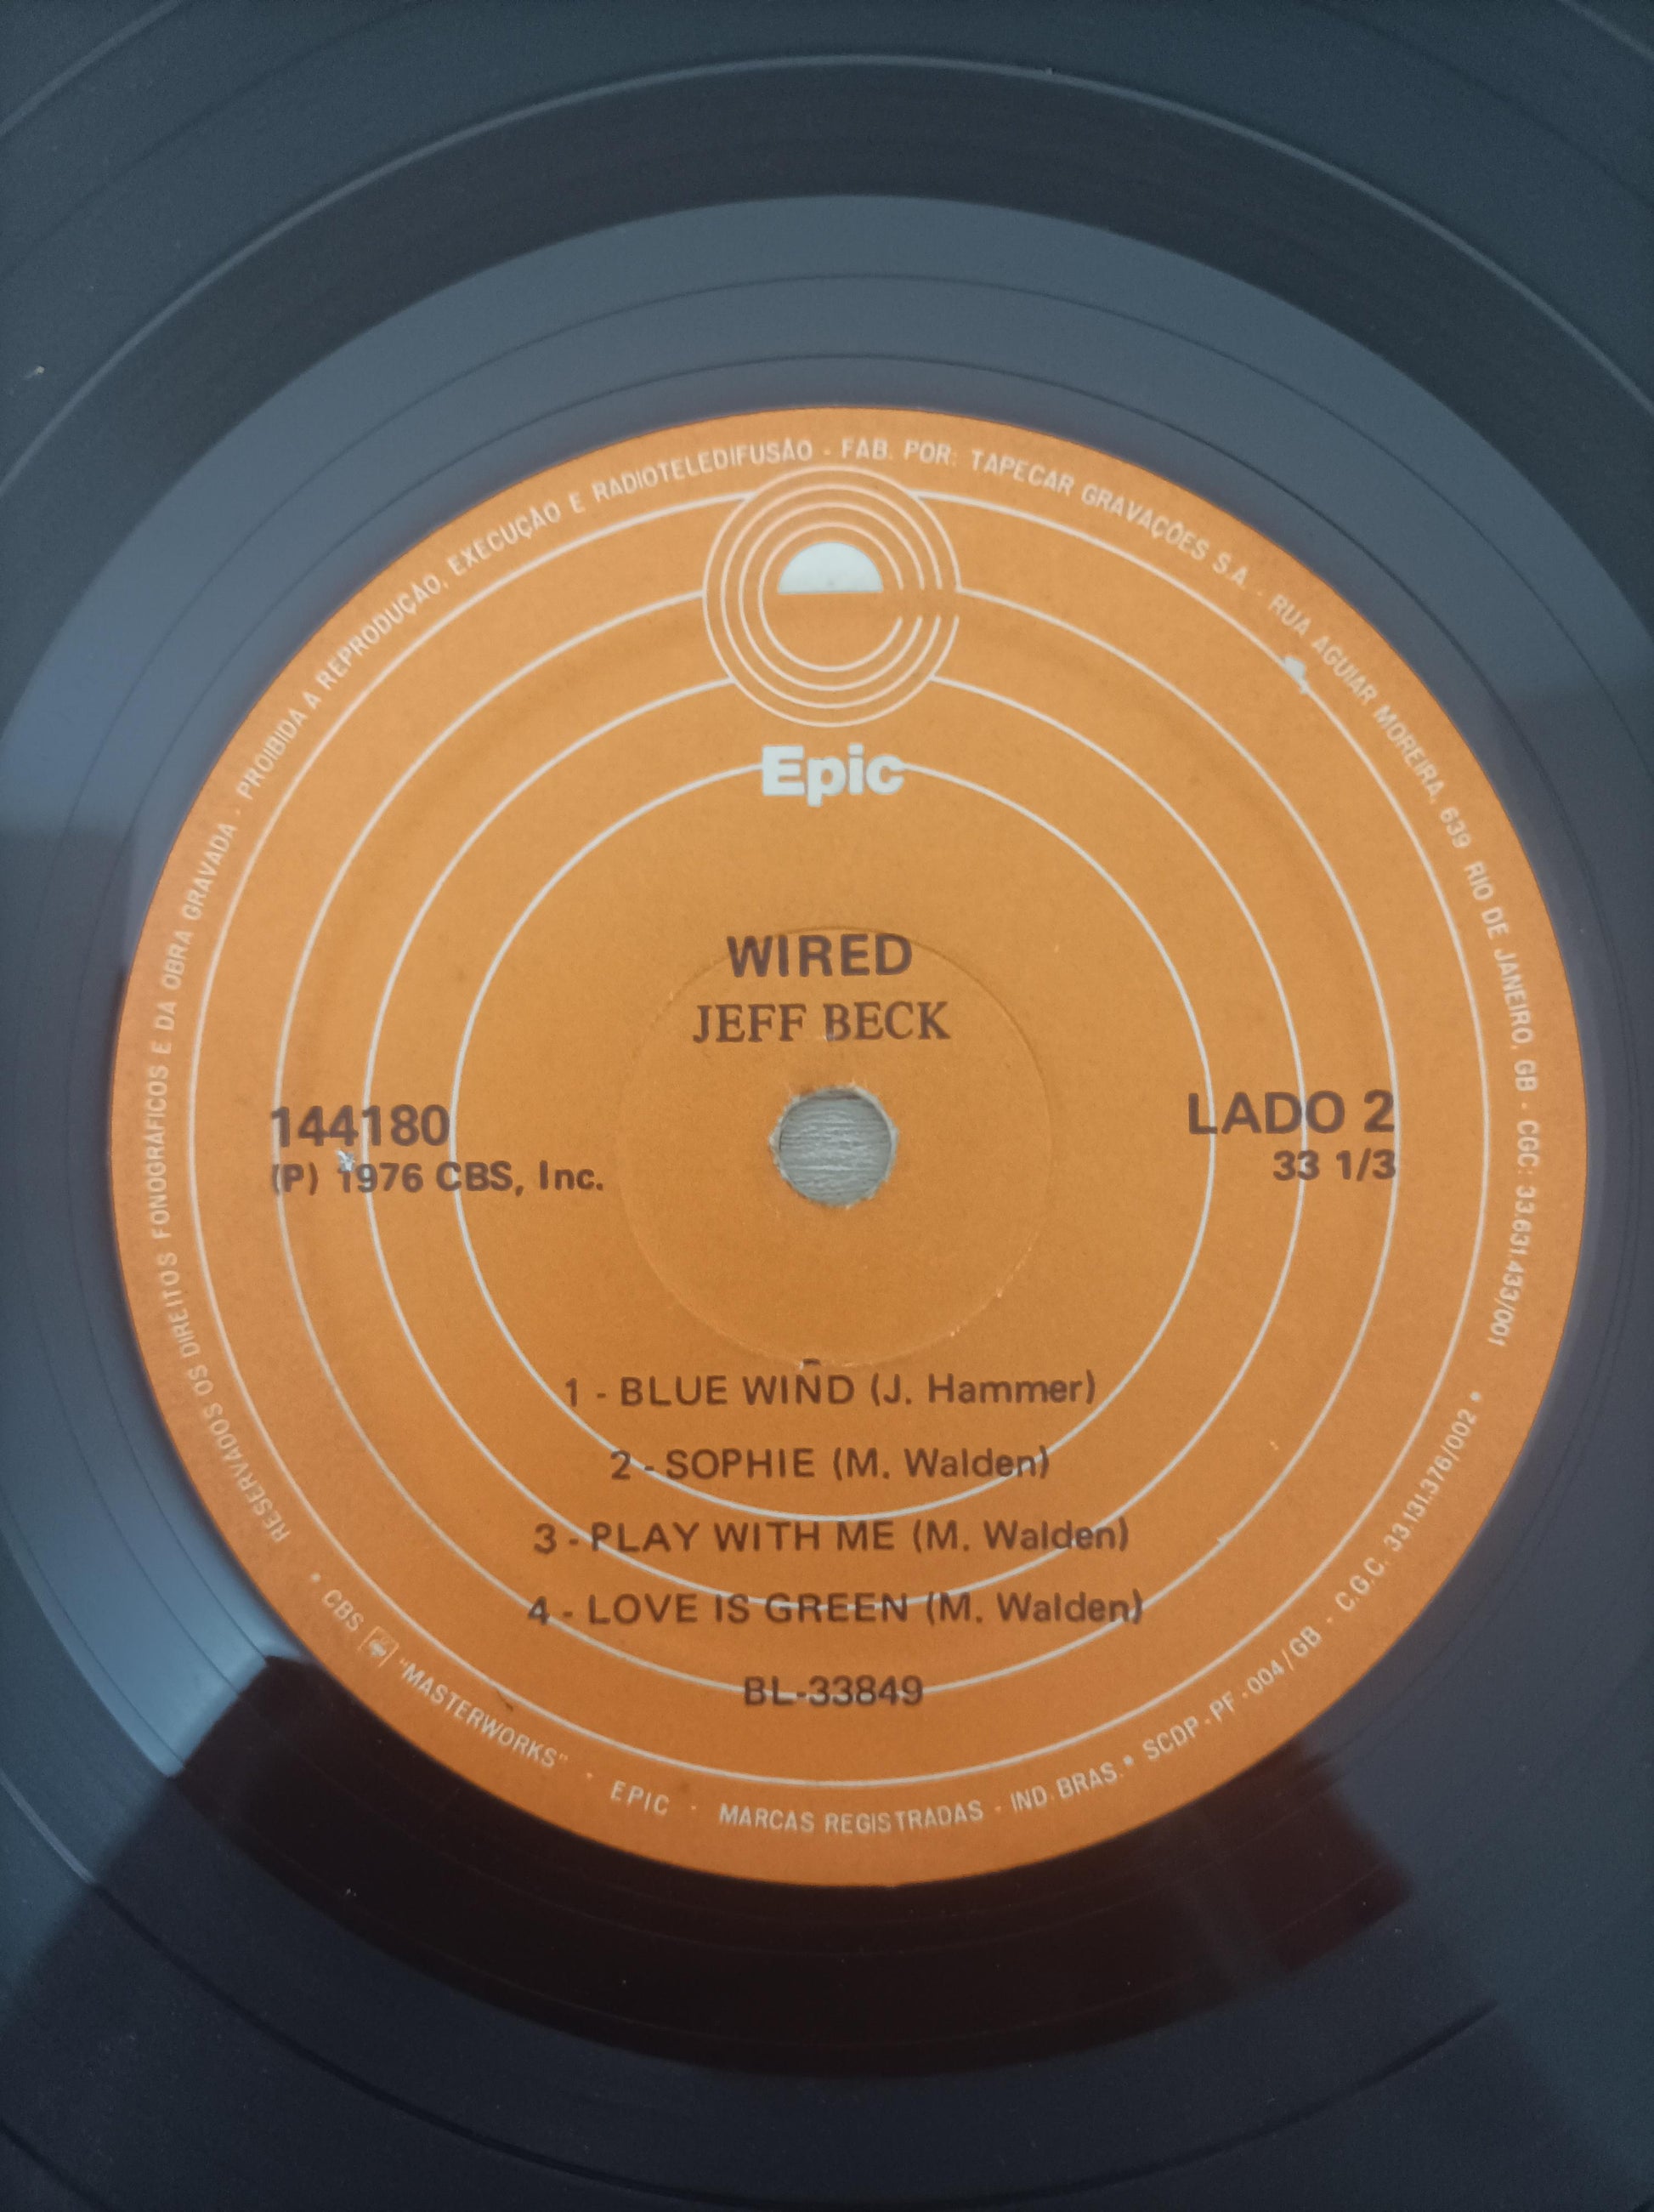 RESERVADOS OS DIREITOS FONOGRÁFICOS E DA OBRA GRAVADA - PROIBIDA A REPRODUÇÃO, EXECUÇÃO E RADIOTELEDIFUSÃO - FAB. POR: TAPECAR GRAVAÇÕES S.A. - RUA AGUIAR MOREIRA, 639 RIO DE JANEIRO, GB - CGC: 33.631.433/001
Epic
WIRED
JEFF BECK
144180
(P) 1976 CBS, Inc.
LADO 2
33 1/3
1 - BLUE WIND (J. Hammer)
2 - SOPHIE (M. Walden)
3 - PLAY WITH ME (M. Walden)
4 - LOVE IS GREEN (M. Walden)
BL-33849
• CBS "MASTERWORKS" - EPIC - MARCAS REGISTRADAS - IND. BRAS. • SCDP - PF - 004/GB - C.G.C. 33.131.376/002 •